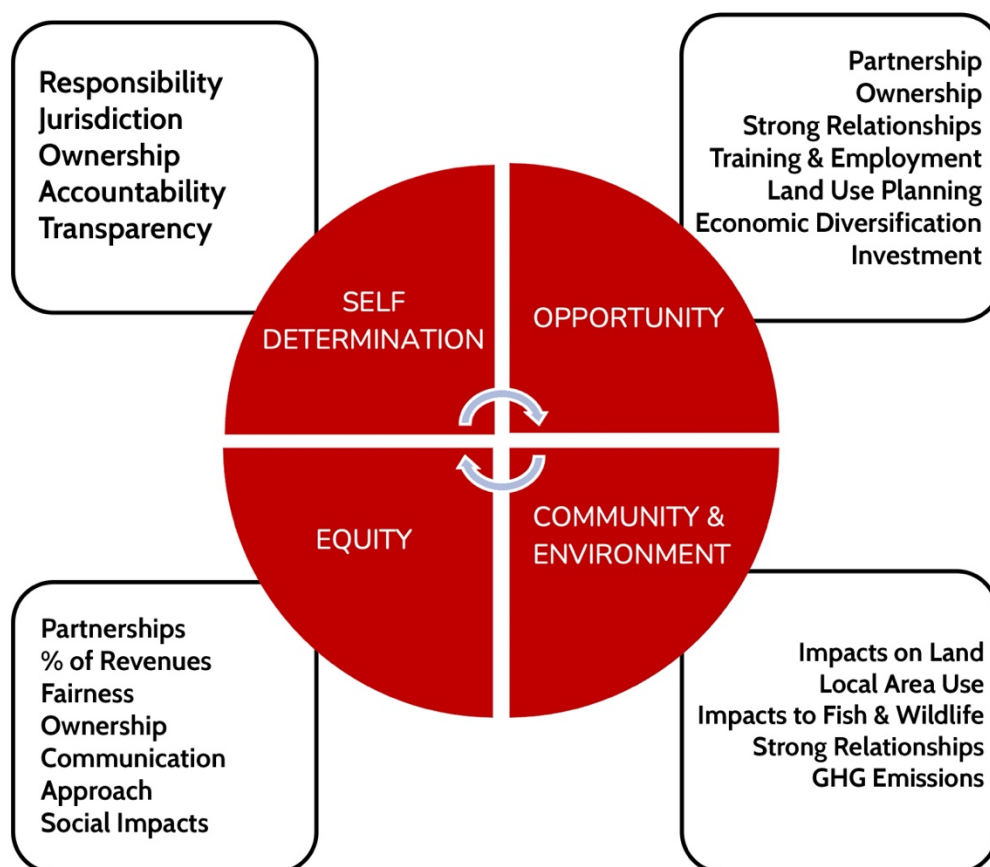 Responsibility
Jurisdiction
Ownership
Accountability
Transparency
Partnership
Ownership
Strong Relationships
Training & Employment
Land Use Planning
Economic Diversification
Investment
SELF
DETERMINATION
OPPORTUNITY
EQUITY
COMMUNITY &
ENVIRONMENT
Partnerships
% of Revenues
Fairness
Ownership
Communication
Approach
Social Impacts
Impacts on Land
Local Area Use
Impacts to Fish & Wildlife
Strong Relationships
GHG Emissions